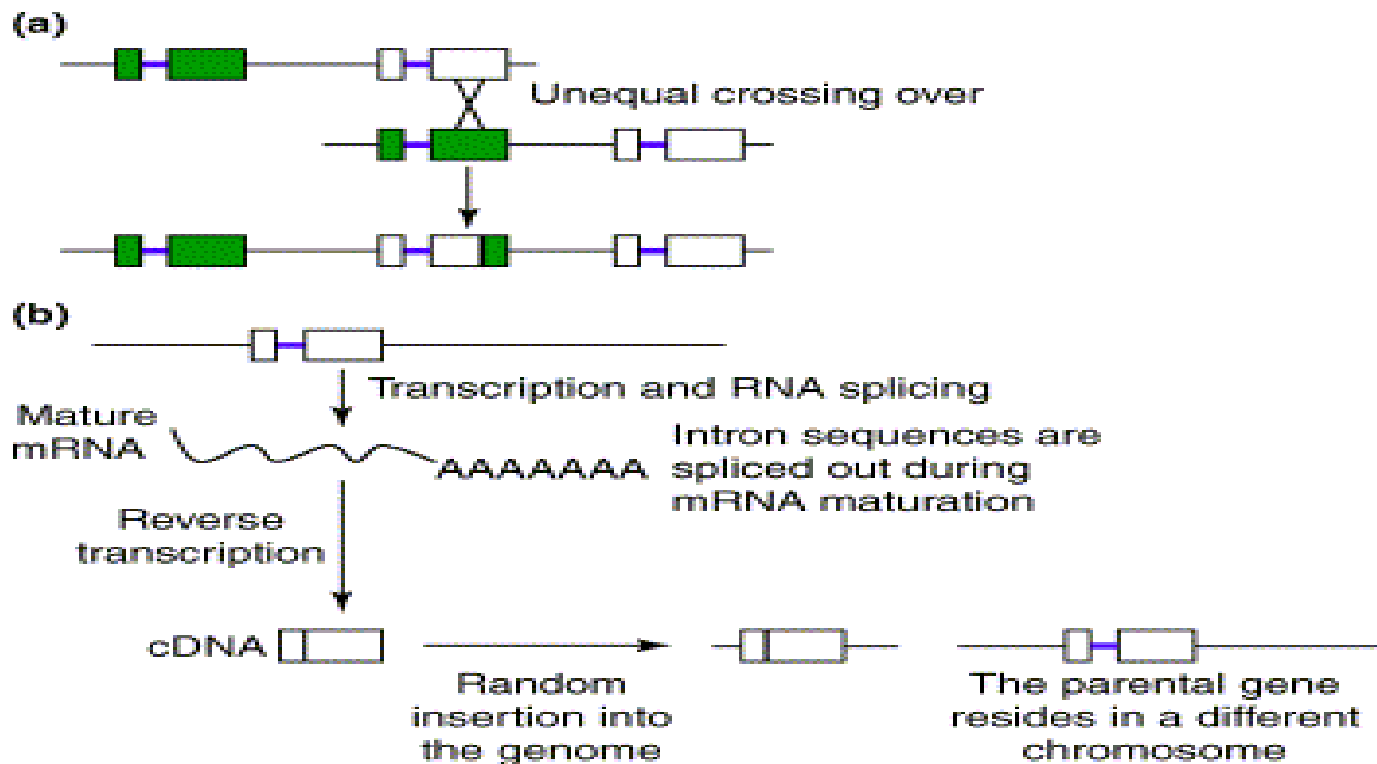 (a)
Unequal crossing over
(b)
Transcription and RNA splicing
Mature
mRNA
AAAAAAA
Intron sequences are
spliced out during
mRNA maturation
Reverse
transcription
cDNA
Random
insertion into
the genome
The parental gene
resides in a different
chromosome